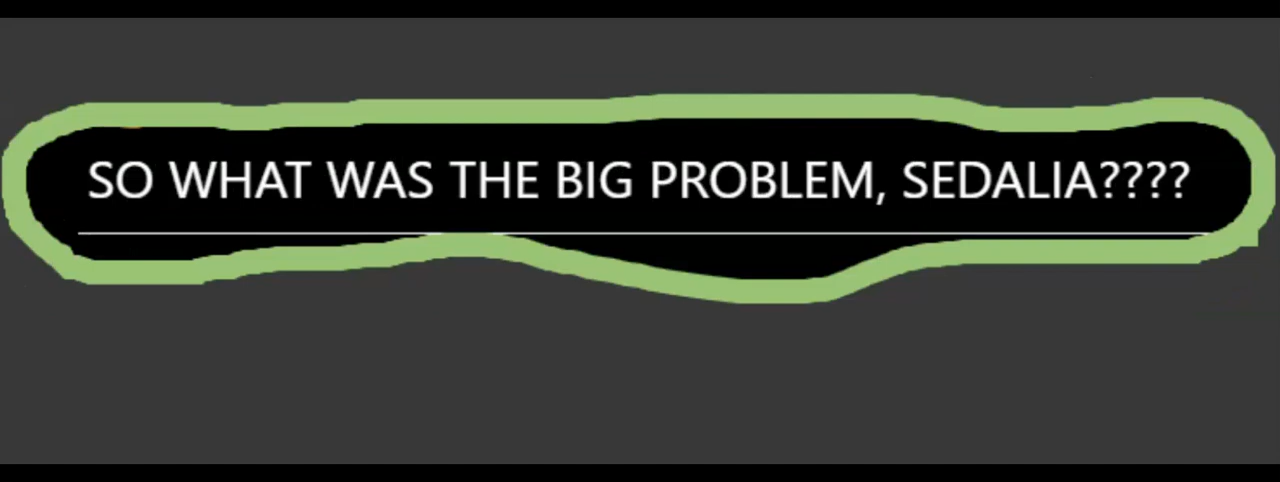 SO WHAT WAS THE BIG PROBLEM, SEDALIA????